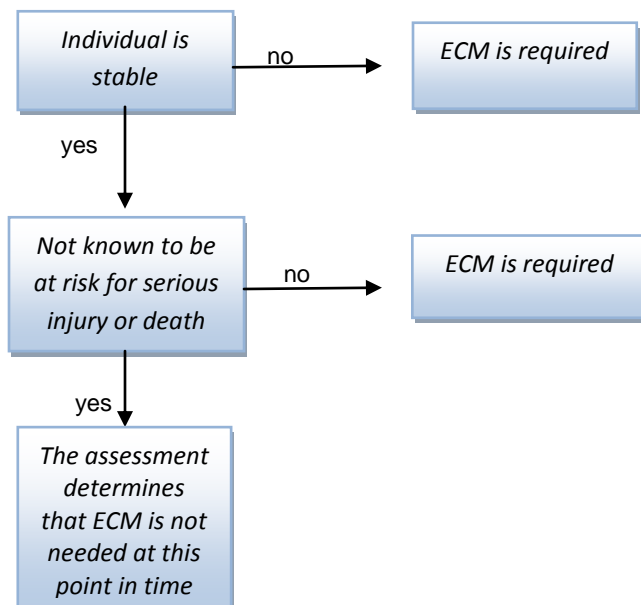 Individual is
stable
no
ECM is required
yes
Not known to be
at risk for serious
injury or death
no
ECM is required
yes
The assessment
determines
that ECM is not
needed at this
point in time